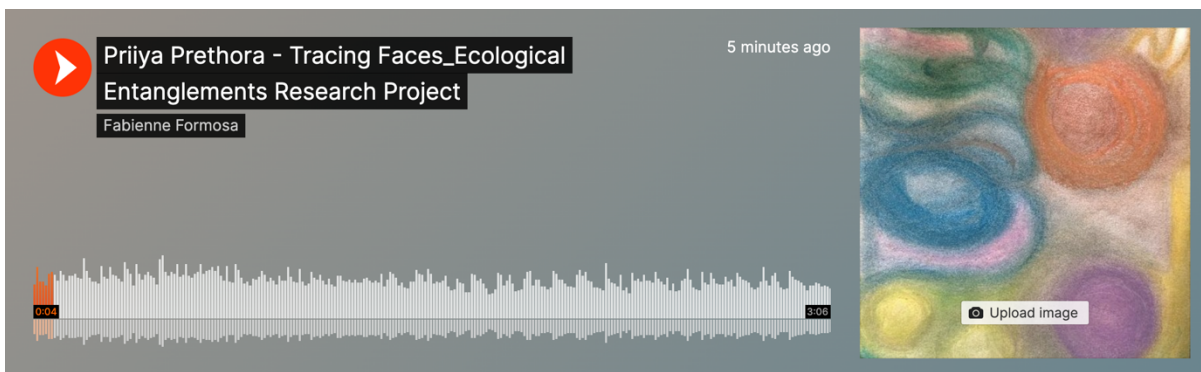 Priiya Prethora - Tracing Faces_Ecological
Entanglements Research Project
Fabienne Formosa
5 minutes ago
0:04
3:06
Upload image